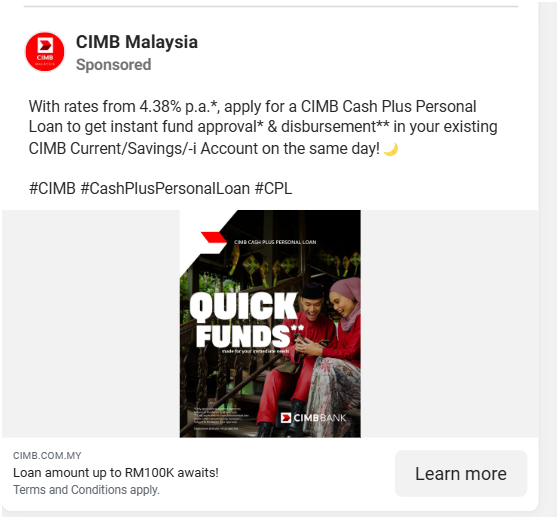 CIMB Malaysia
Sponsored
With rates from 4.38% p.a.*, apply for a CIMB Cash Plus Personal
Loan to get instant fund approval* & disbursement** in your existing
CIMB Current/Savings/-i Account on the same day! 🌙
#CIMB #CashPlusPersonalLoan #CPL
CIMB
CIMB CASH PLUS PERSONAL LOAN
QUICK
FUNDS**
made for your immediate needs
CIMB BANK
CIMB.COM.MY
Loan amount up to RM100K awaits!
Terms and Conditions apply.
Learn more